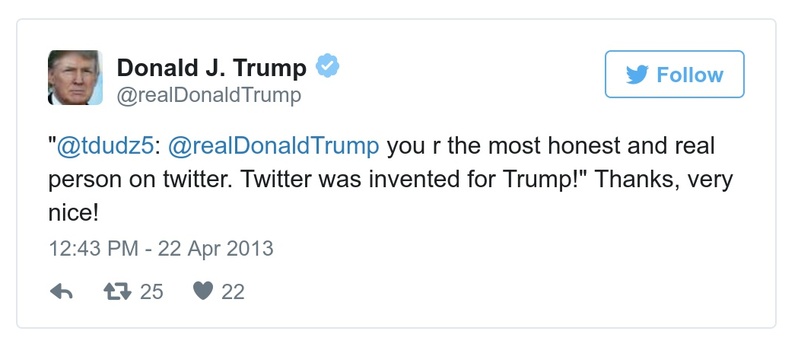 Donald J. Trump
@realDonaldTrump
Follow
"@tdudz5: @realDonaldTrump you r the most honest and real
person on twitter. Twitter was invented for Trump!" Thanks, very
nice!
12:43 PM - 22 Apr 2013
25 22